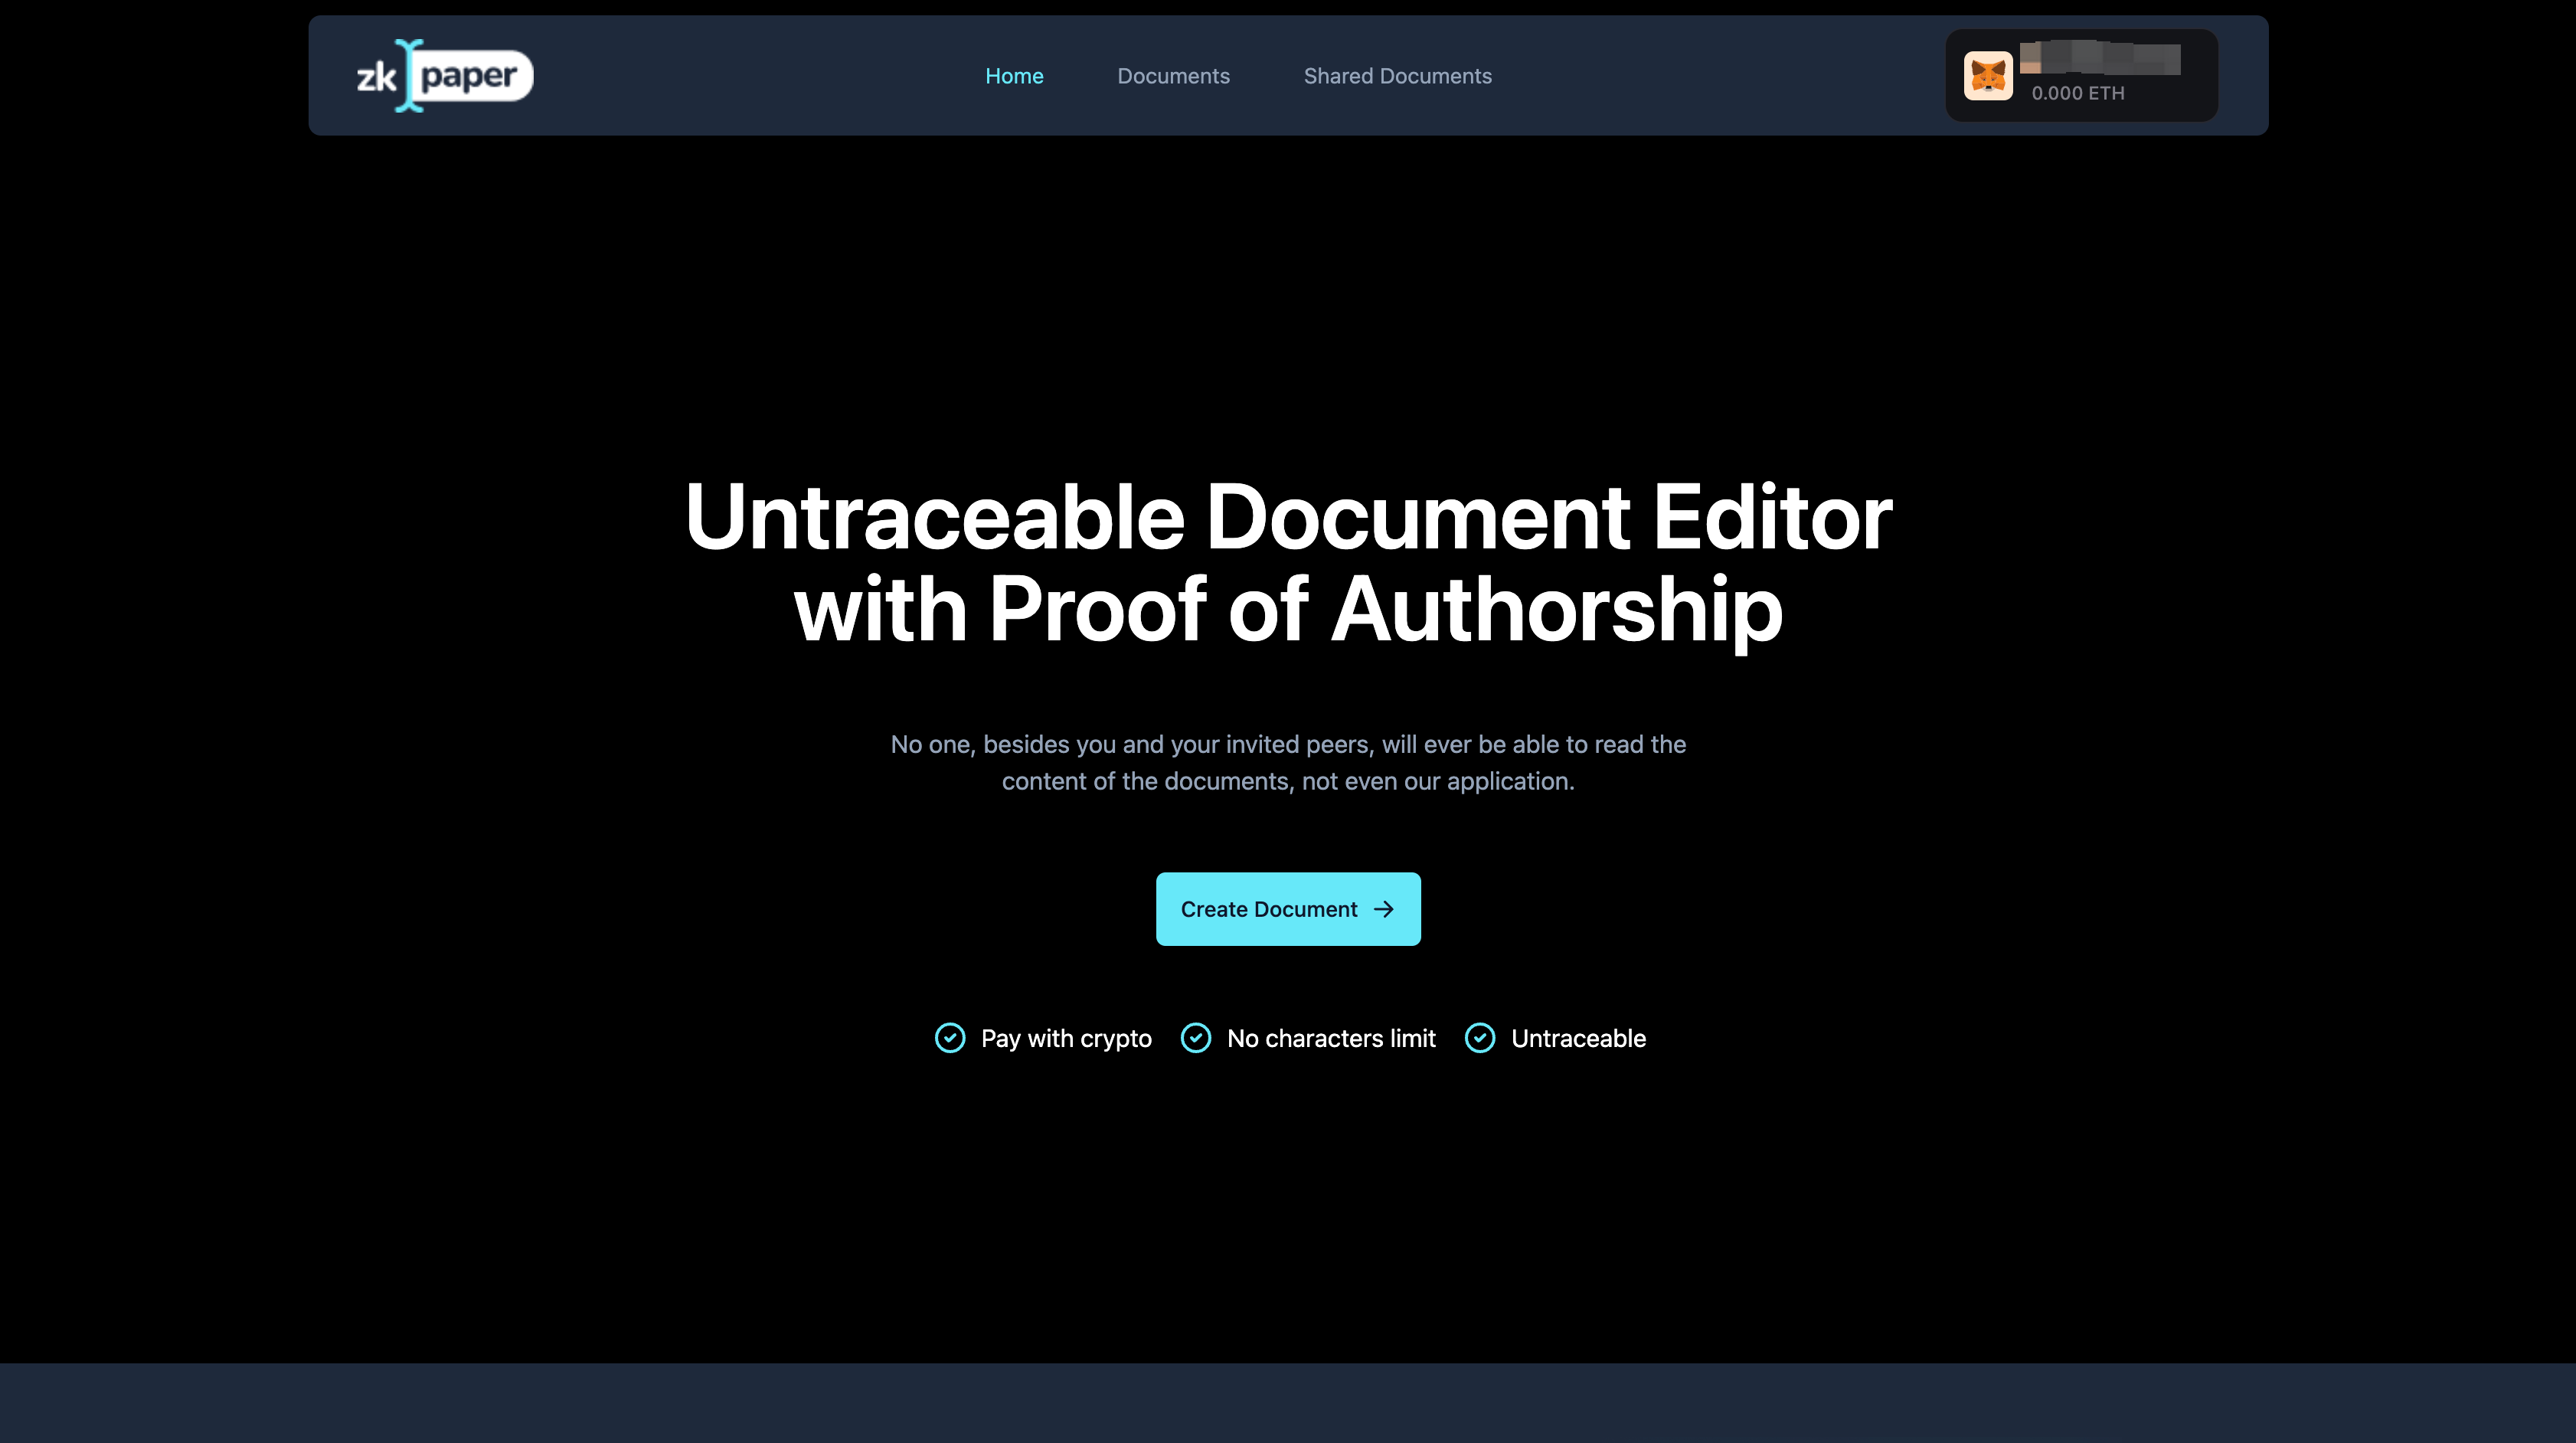 zk paper
Home
Documents
Shared Documents
0.000 ETH
Untraceable Document Editor
with Proof of Authorship
No one, besides you and your invited peers, will ever be able to read the
content of the documents, not even our application.
Create Document
Pay with crypto
No characters limit
Untraceable